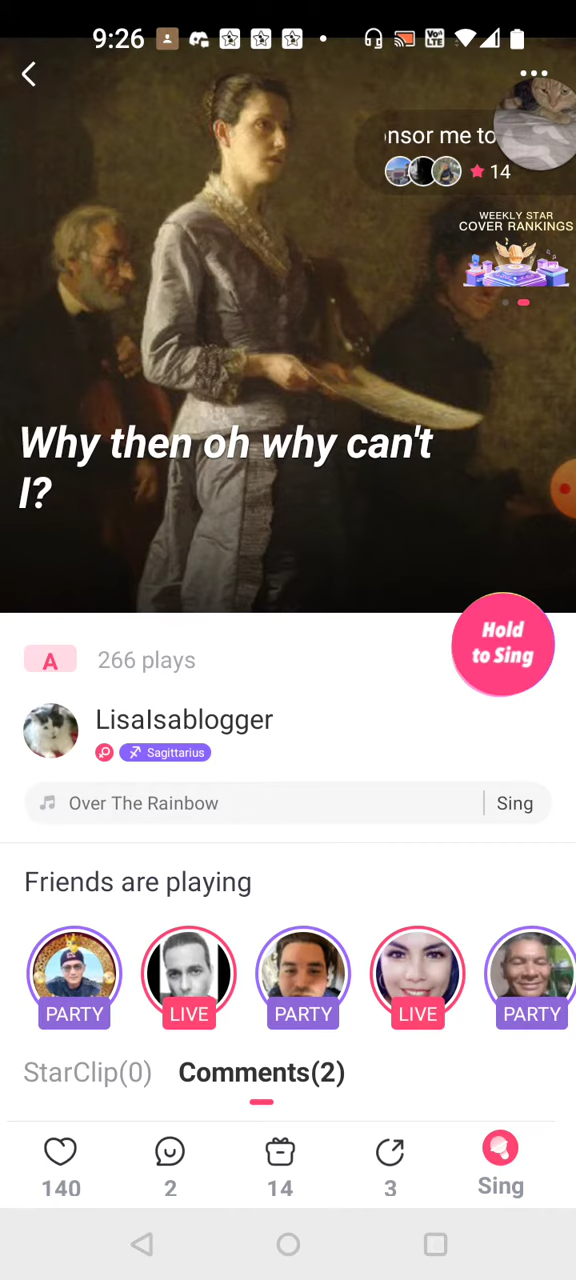 9:26
Vo)) LTE
nsor me to
14
WEEKLY STAR
COVER RANKINGS
Why then oh why can't
I?
Hold
to Sing
A
266 plays
LisaIsablogger
Sagittarius
Over The Rainbow
Sing
Friends are playing
PARTY
LIVE
PARTY
LIVE
PARTY
StarClip(0)
Comments(2)
140
2
14
3
Sing